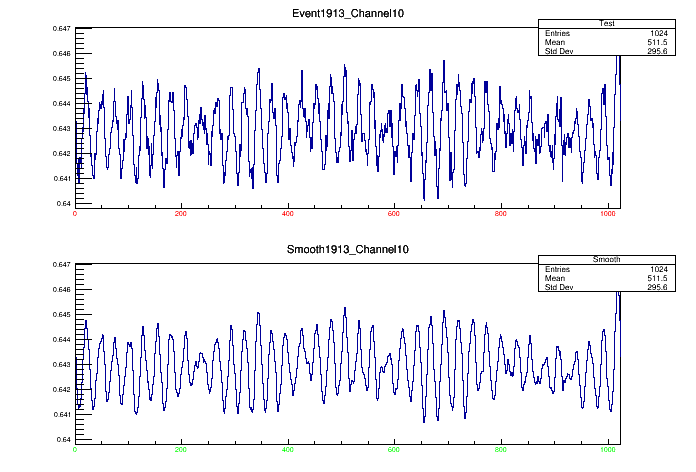 Event1913_Channel10
Test
Entries 1024
Mean 511.5
Std Dev 295.6
0.647
0.646
0.645
0.644
0.643
0.642
0.641
0.64
0 200 400 600 800 1000
Smooth1913_Channel10
Smooth
Entries 1024
Mean 511.5
Std Dev 295.6
0.647
0.646
0.645
0.644
0.643
0.642
0.641
0.64
0 200 400 600 800 1000